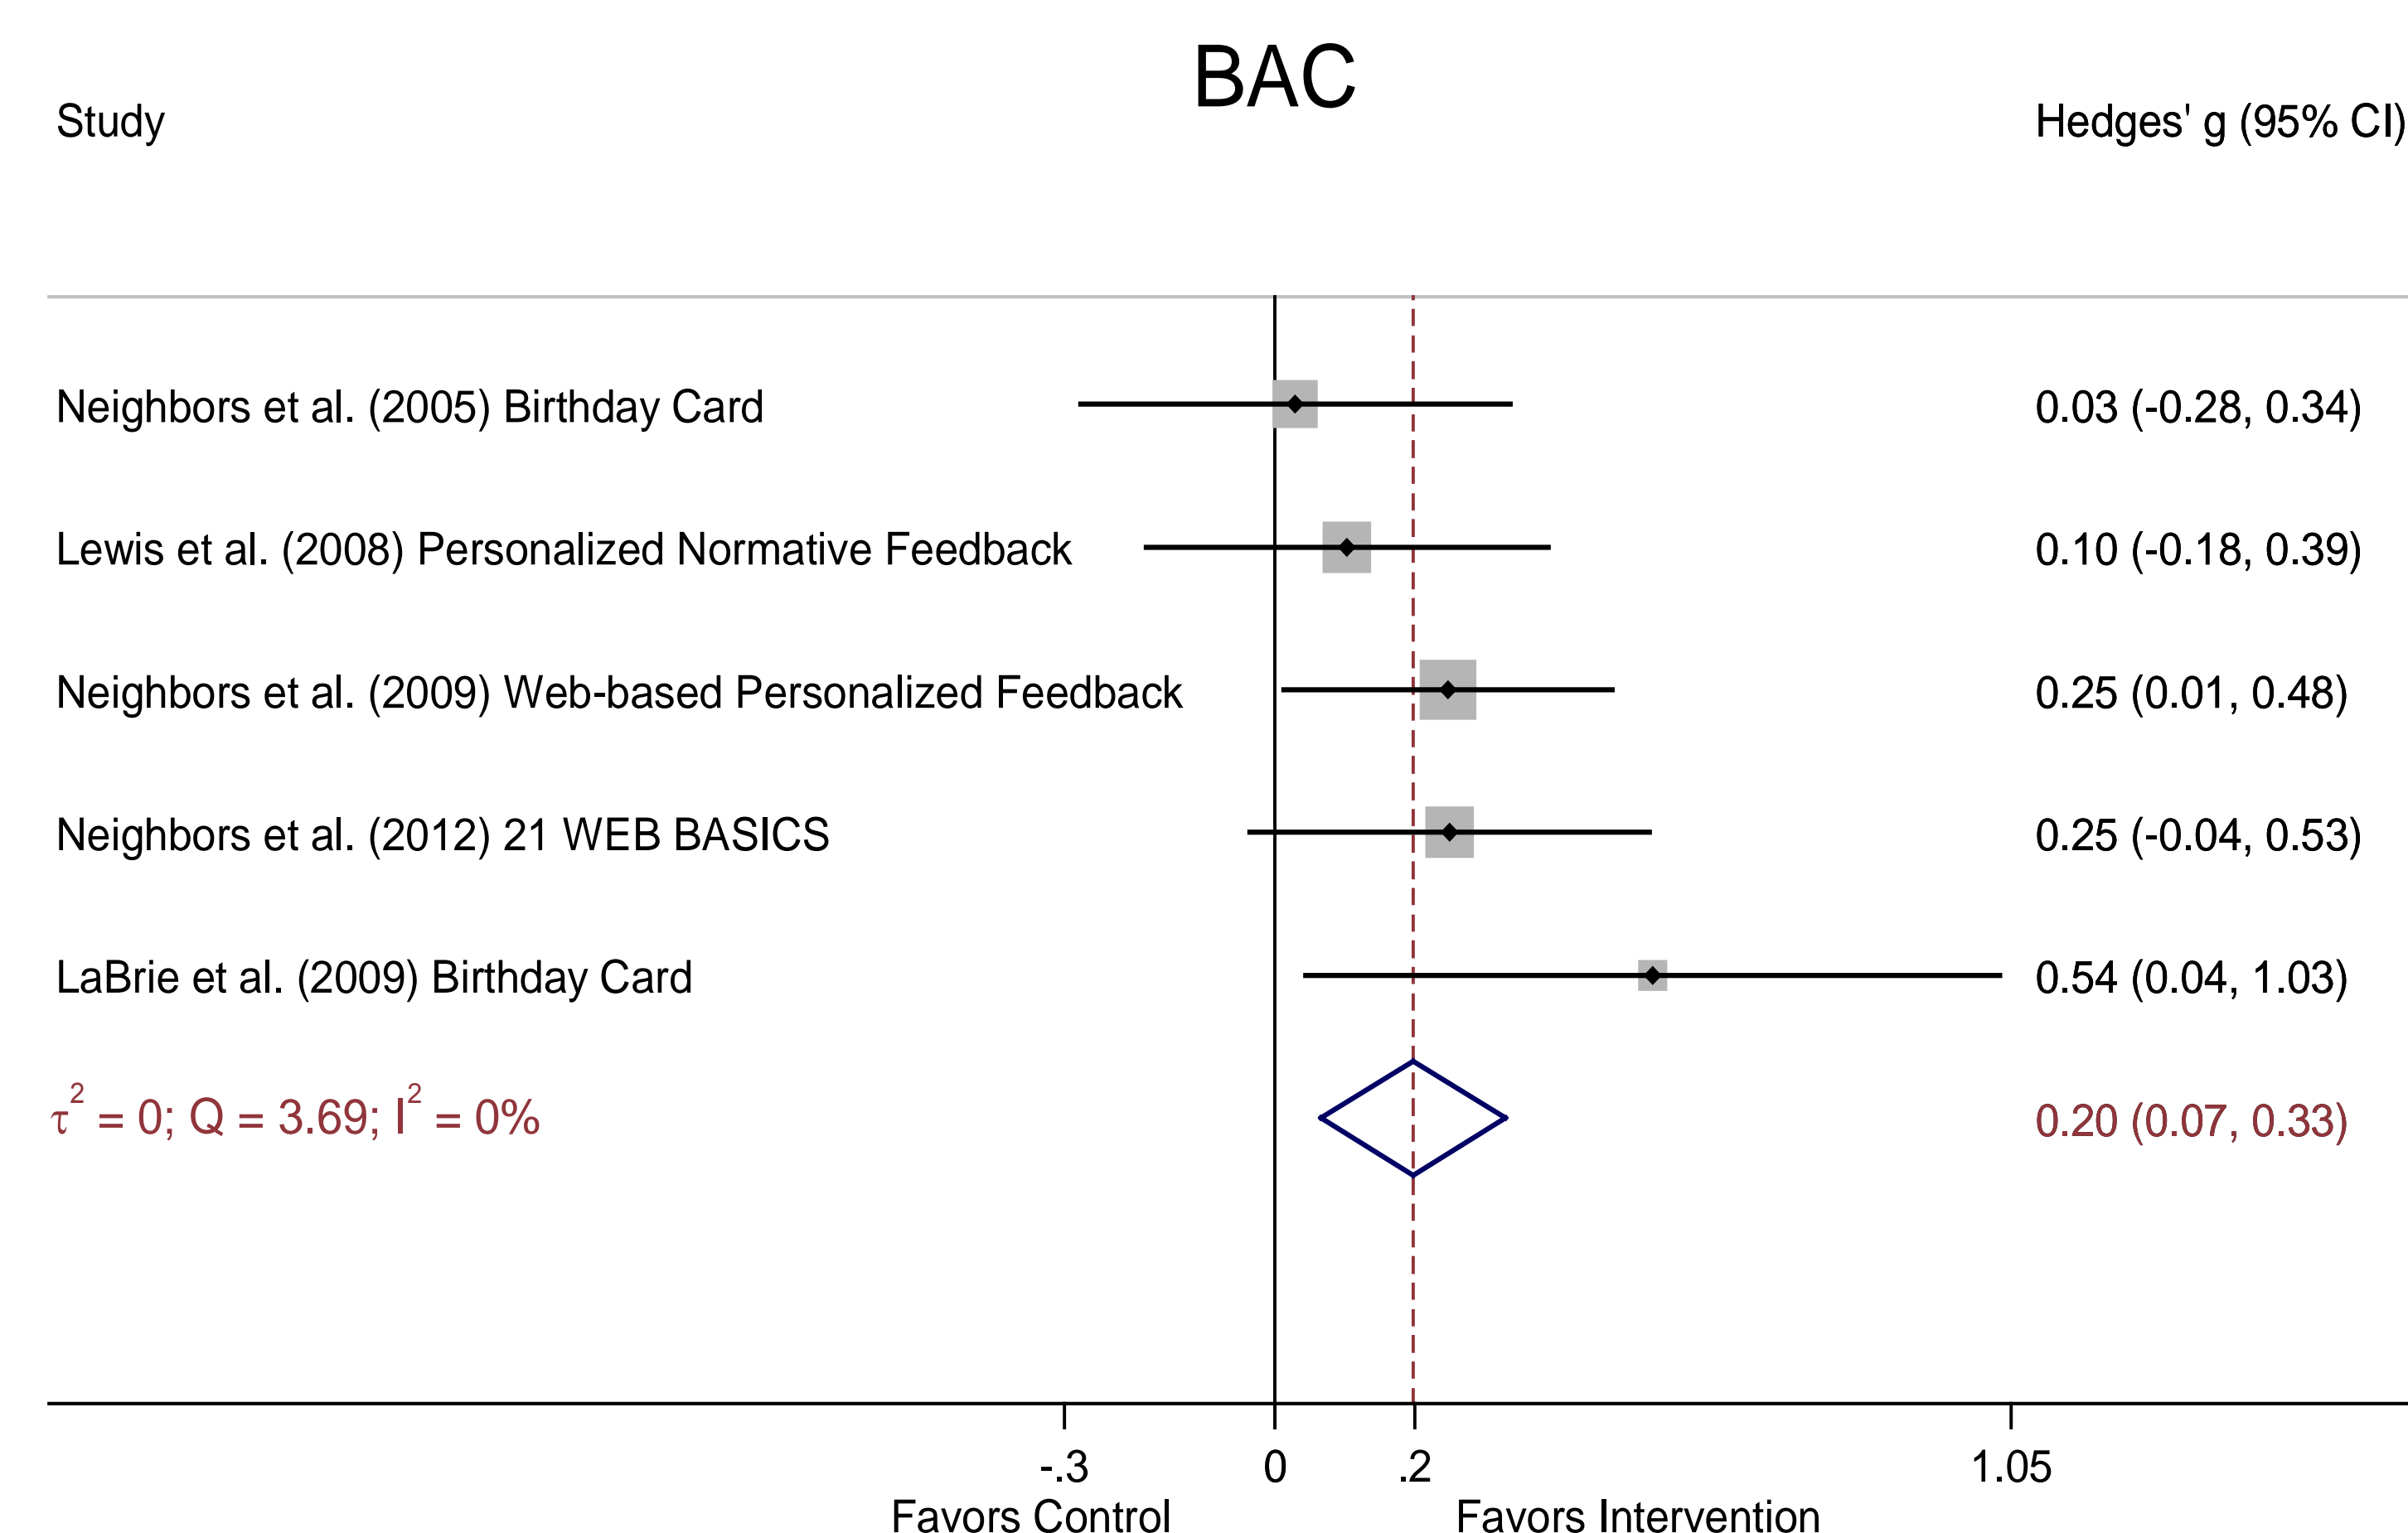 BAC
Study Hedges' g (95% CI)
Neighbors et al. (2005) Birthday Card 0.03 (-0.28, 0.34)
Lewis et al. (2008) Personalized Normative Feedback 0.10 (-0.18, 0.39)
Neighbors et al. (2009) Web-based Personalized Feedback 0.25 (0.01, 0.48)
Neighbors et al. (2012) 21 WEB BASICS 0.25 (-0.04, 0.53)
LaBrie et al. (2009) Birthday Card 0.54 (0.04, 1.03)
τ² = 0; Q = 3.69; I² = 0% 0.20 (0.07, 0.33)
-.3 0 .2 1.05
Favors Control Favors Intervention